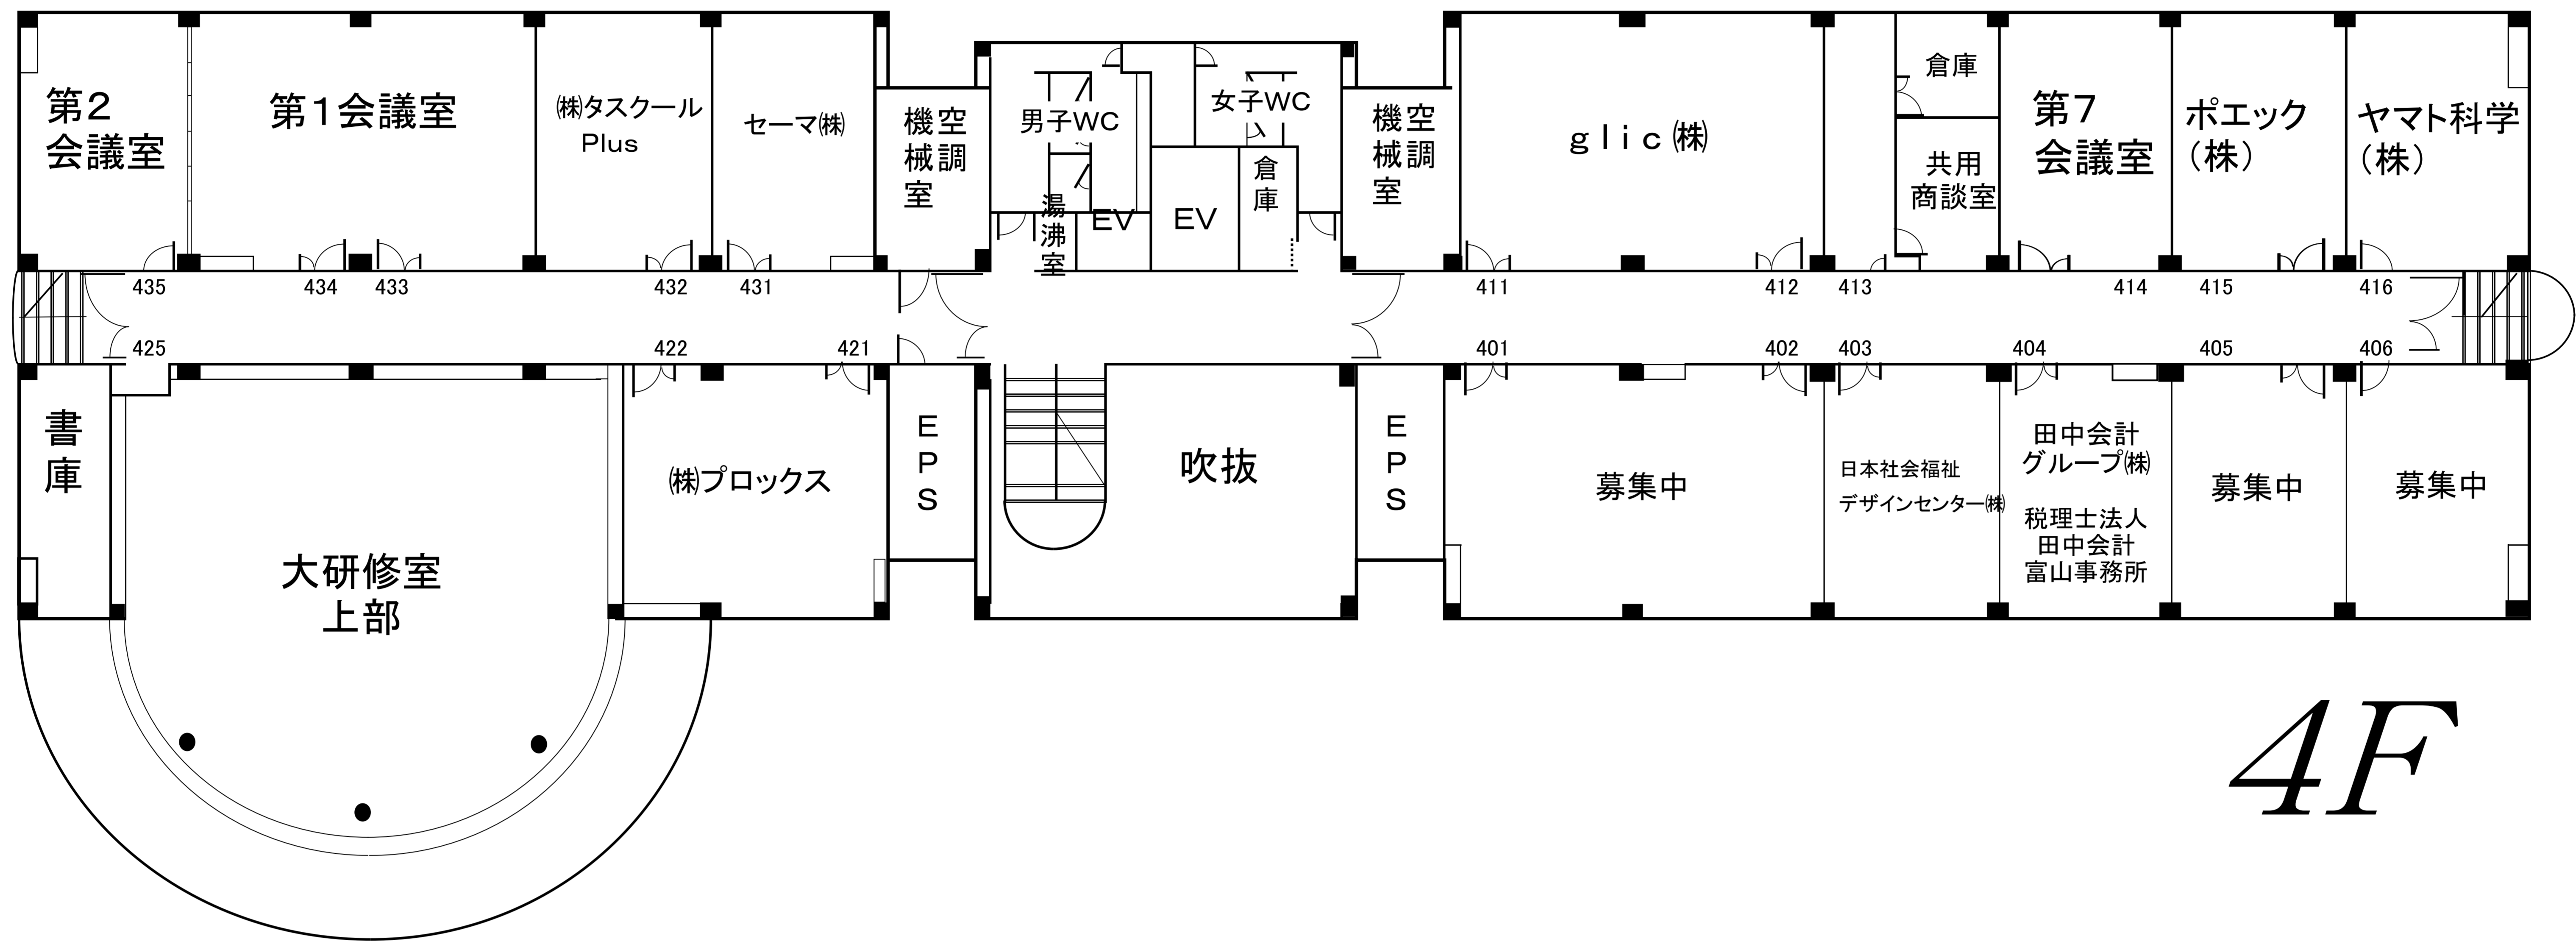 第２
会議室
第１会議室
㈱タスクール
Plus
セーマ㈱
空調
機械室
男子WC
女子WC
湯沸室
EV
EV
倉庫
空調
機械室
ｇｌｉｃ㈱
倉庫
共用
商談室
第７
会議室
ポエック
（株）
ヤマト科学
（株）
435
434
433
432
431
411
412
413
414
415
416
425
422
421
401
402
403
404
405
406
書庫
大研修室
上部
㈱プロックス
EPS
吹抜
EPS
募集中
日本社会福祉
デザインセンター㈱
田中会計
グループ㈱
税理士法人
田中会計
富山事務所
募集中
募集中
4F